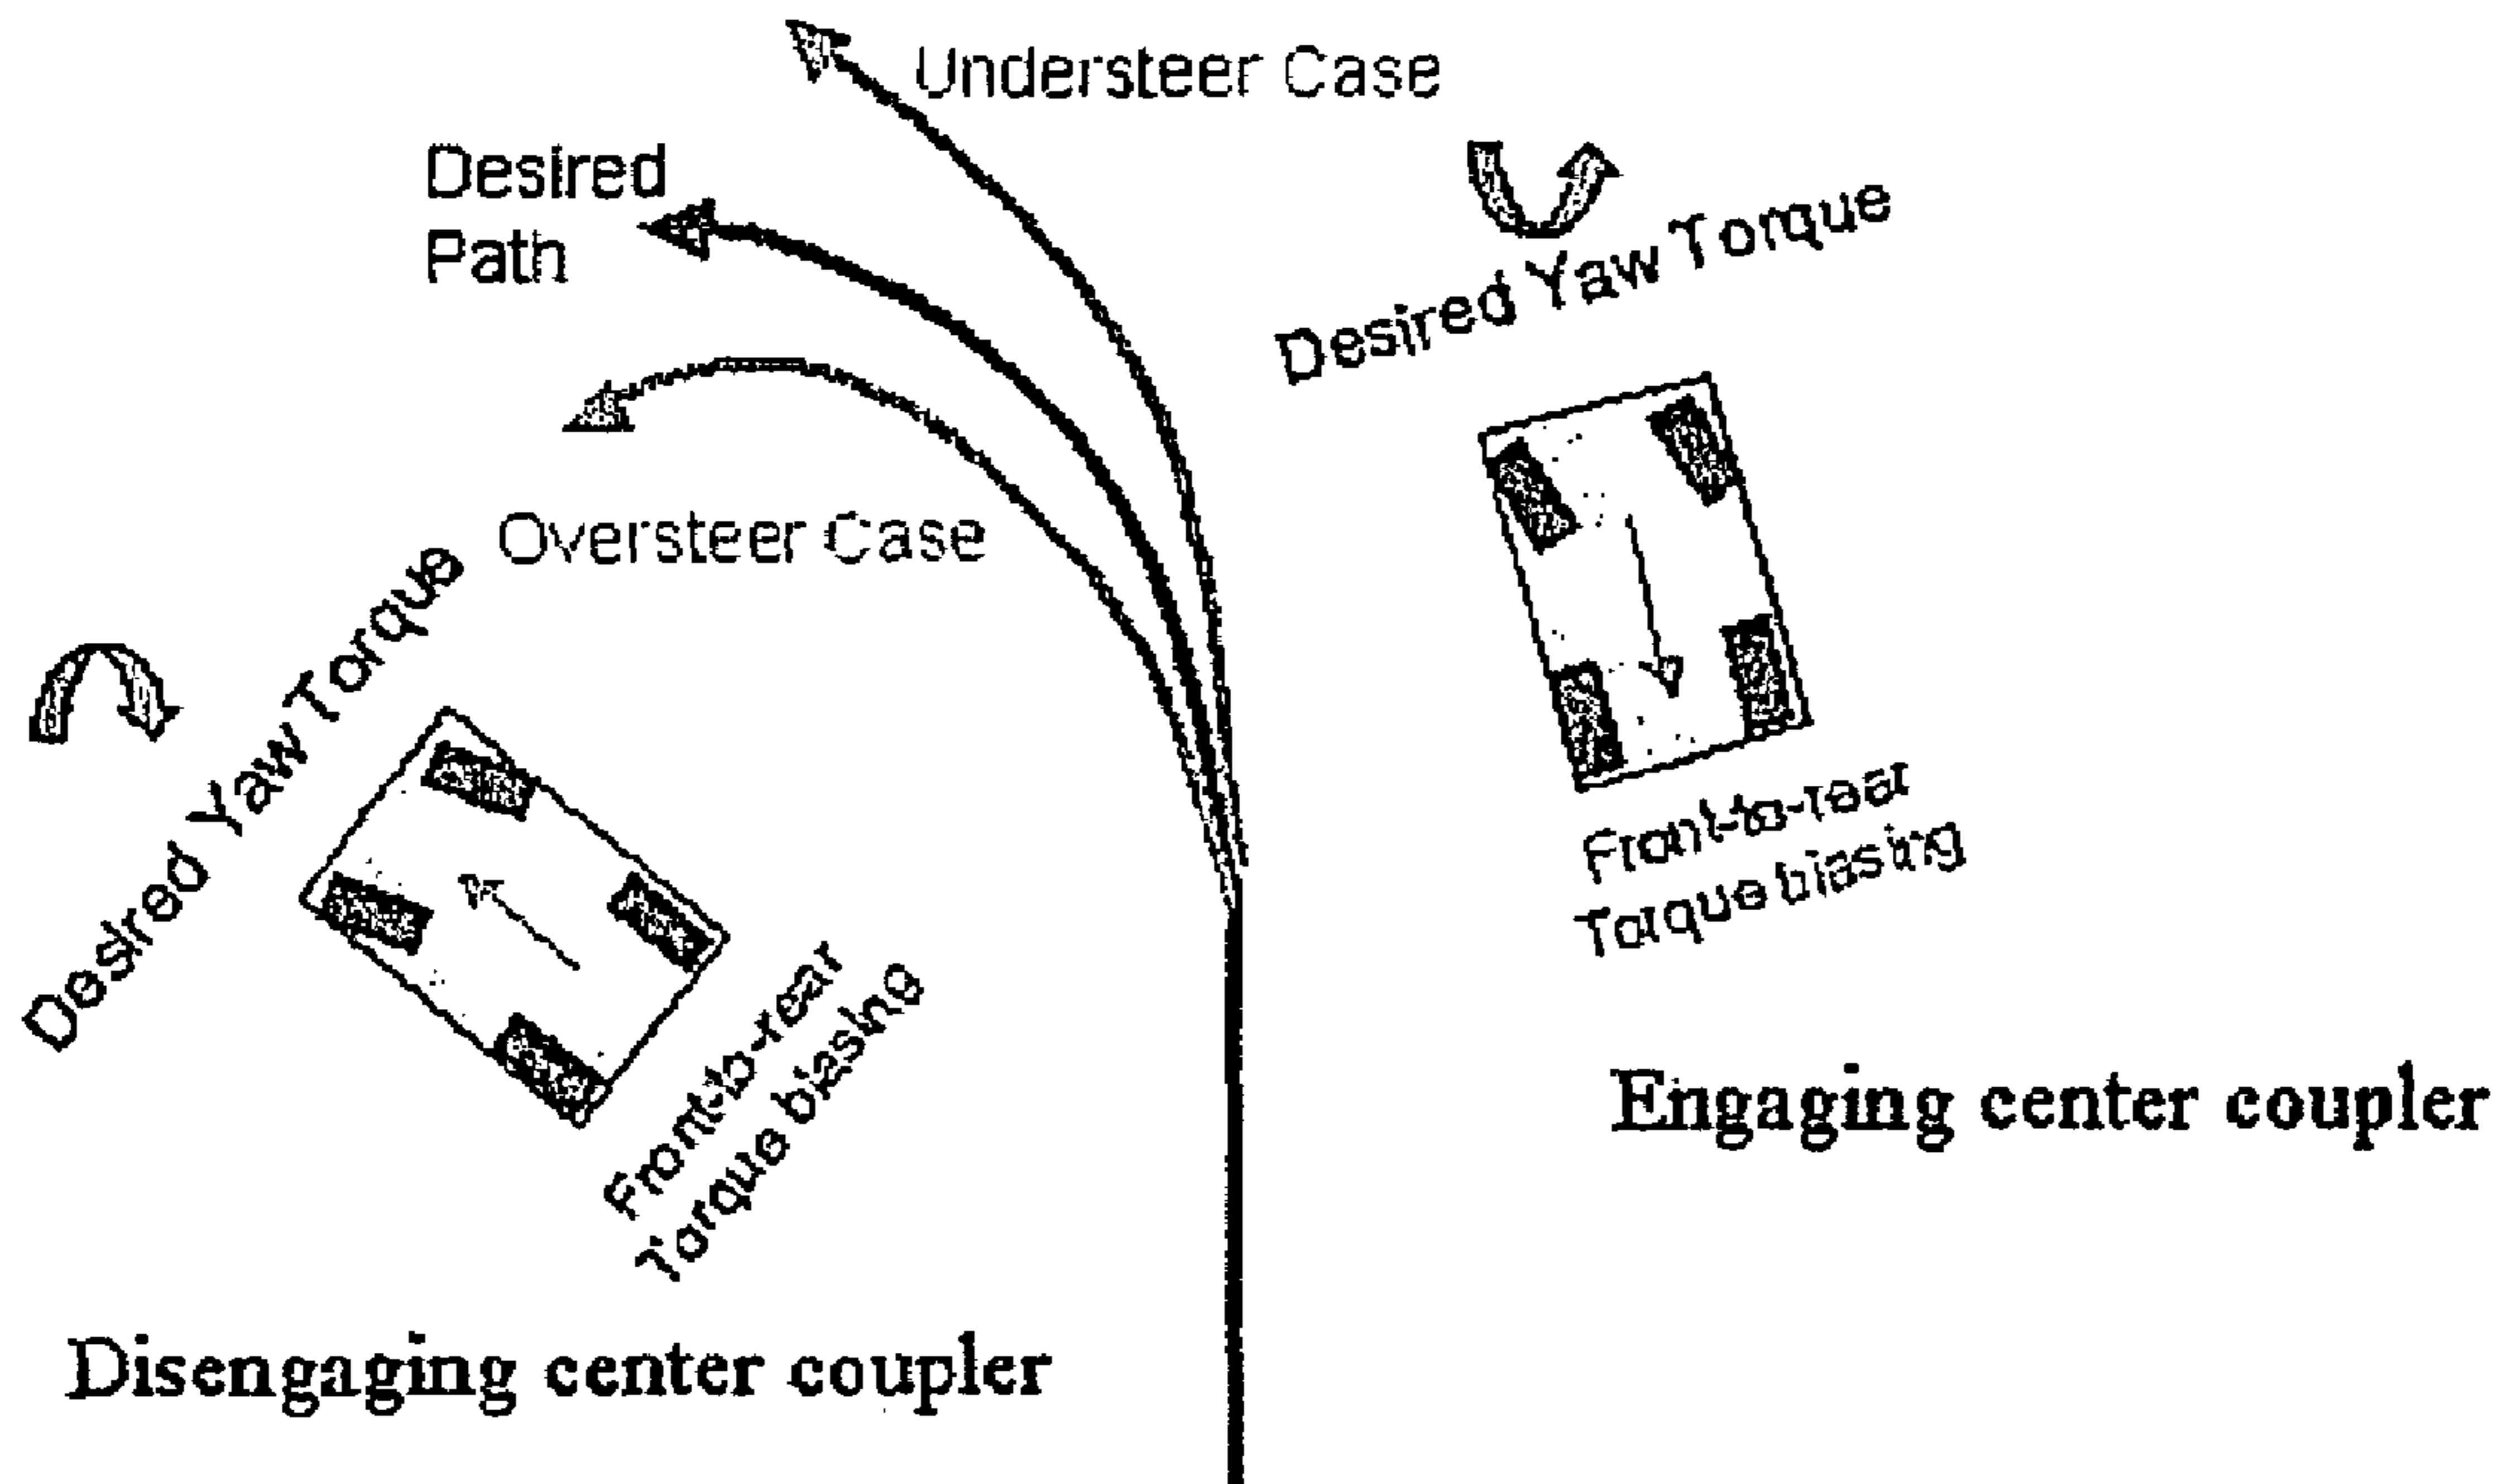 Understeer Case
Desired
Path
Desired Yaw Torque
Oversteer Case
Desired Yaw Torque
Front-to-rear
Torque biasing
Front-to-rear
Torque biasing
Engaging center coupler
Disengaging center coupler